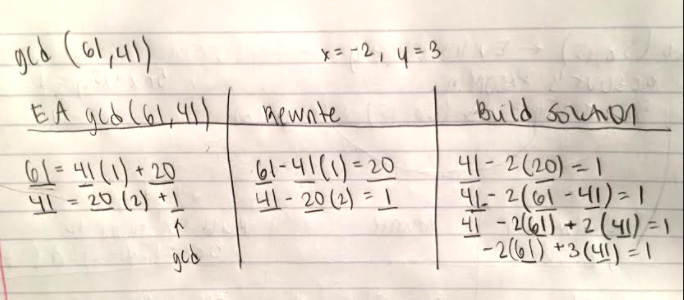 gcd (61,41)
x = -2, y = 3
EA gcd(61,41)
Rewrite
Build solution
61 = 41(1) + 20
41 = 20(2) + 1
↑
gcd
61 - 41(1) = 20
41 - 20(2) = 1
41 - 2(20) = 1
41 - 2(61 - 41) = 1
41 - 2(61) + 2(41) = 1
-2(61) + 3(41) = 1